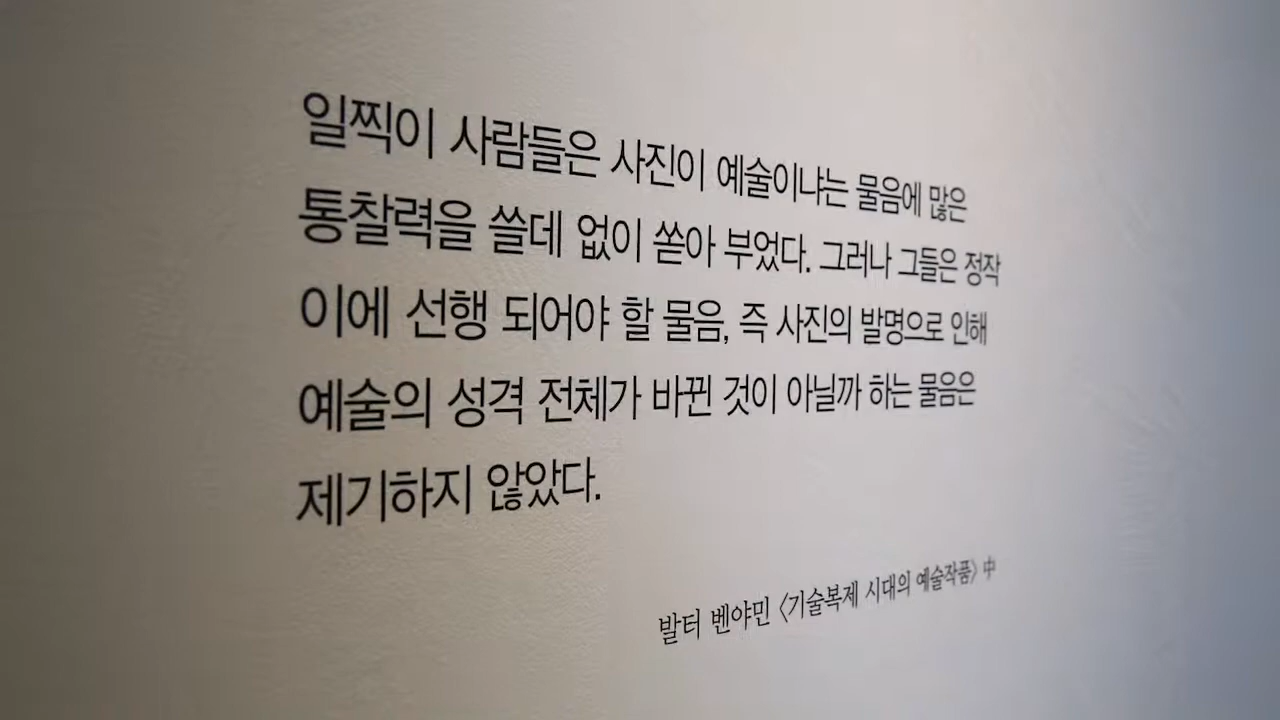 일찍이 사람들은 사진이 예술이냐는 물음에 많은
통찰력을 쓸데 없이 쏟아 부었다. 그러나 그들은 정작
이에 선행 되어야 할 물음, 즉 사진의 발명으로 인해
예술의 성격 전체가 바뀐 것이 아닐까 하는 물음은
제기하지 않았다.
발터 벤야민 〈기술복제 시대의 예술작품〉 中